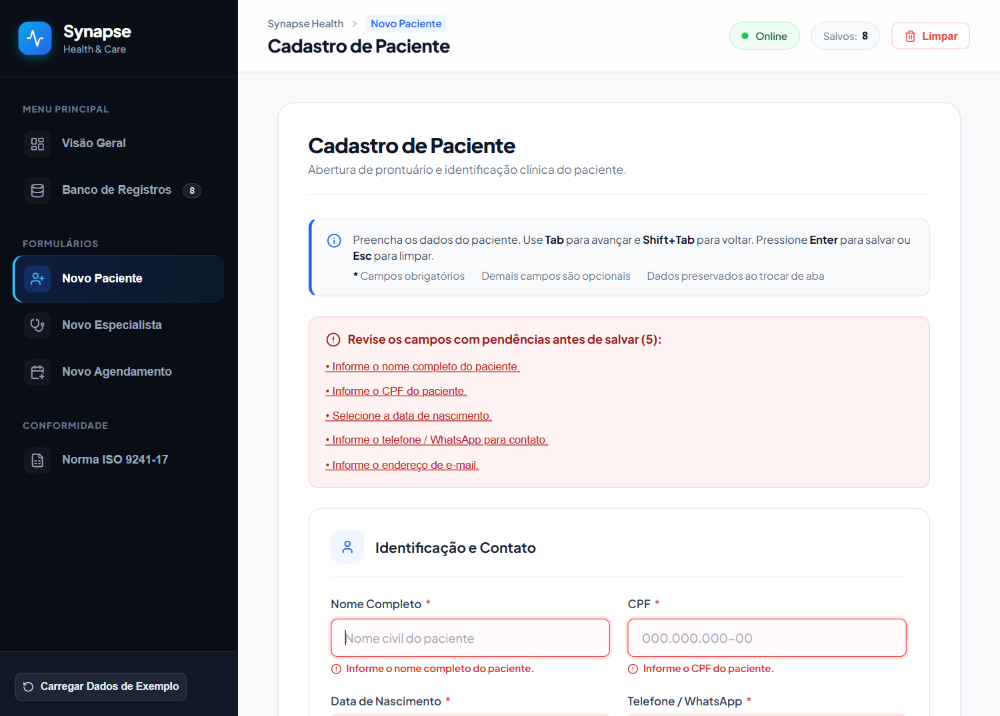 Synapse
Health & Care
MENU PRINCIPAL
Visão Geral
Banco de Registros 8
FORMULÁRIOS
Novo Paciente
Novo Especialista
Novo Agendamento
CONFORMIDADE
Norma ISO 9241-17
Carregar Dados de Exemplo
Synapse Health > Novo Paciente
Cadastro de Paciente
Online
Salvos: 8
Limpar
Cadastro de Paciente
Abertura de prontuário e identificação clínica do paciente.
Preencha os dados do paciente. Use Tab para avançar e Shift+Tab para voltar. Pressione Enter para salvar ou
Esc para limpar.
* Campos obrigatórios Demais campos são opcionais Dados preservados ao trocar de aba
Revise os campos com pendências antes de salvar (5):
• Informe o nome completo do paciente.
• Informe o CPF do paciente.
• Selecione a data de nascimento.
• Informe o telefone / WhatsApp para contato.
• Informe o endereço de e-mail.
Identificação e Contato
Nome Completo *
Nome civil do paciente
Informe o nome completo do paciente.
CPF *
000.000.000-00
Informe o CPF do paciente.
Data de Nascimento *
Telefone / WhatsApp *